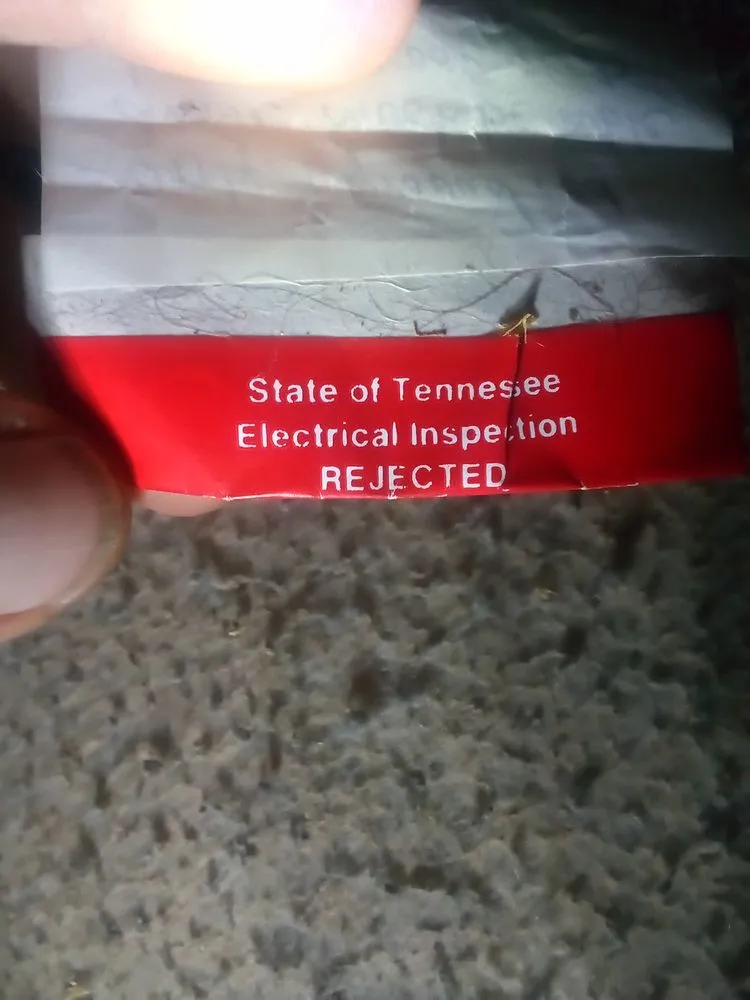 State of Tennessee
Electrical Inspection
REJECTED